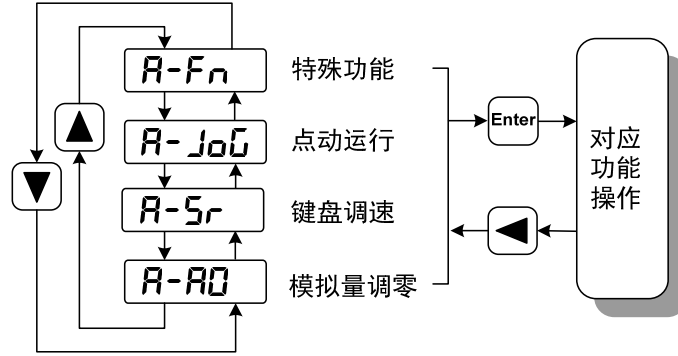 A-Fn 特殊功能
A-JoG 点动运行
A-Sr 键盘调速
A-A0 模拟量调零
Enter
对应
功能
操作